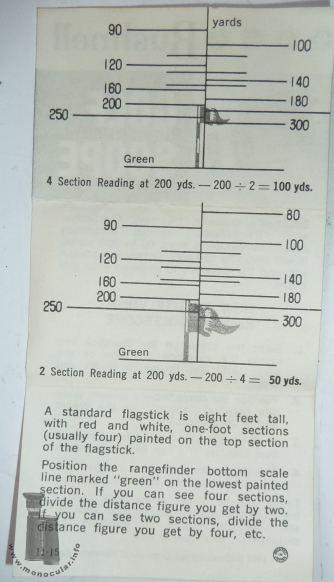 yards
90
100
120
140
160
180
200
250
300
Green
4 Section Reading at 200 yds. — 200 ÷ 2 = 100 yds.
80
90
100
120
140
160
180
200
250
300
Green
2 Section Reading at 200 yds. — 200 ÷ 4 = 50 yds.
A standard flagstick is eight feet tall,
with red and white, one-foot sections
(usually four) painted on the top section
of the flagstick.
Position the rangefinder bottom scale
line marked "green" on the lowest painted
section. If you can see four sections,
divide the distance figure you get by two.
If you can see two sections, divide the
distance figure you get by four, etc.
www.monocular.info